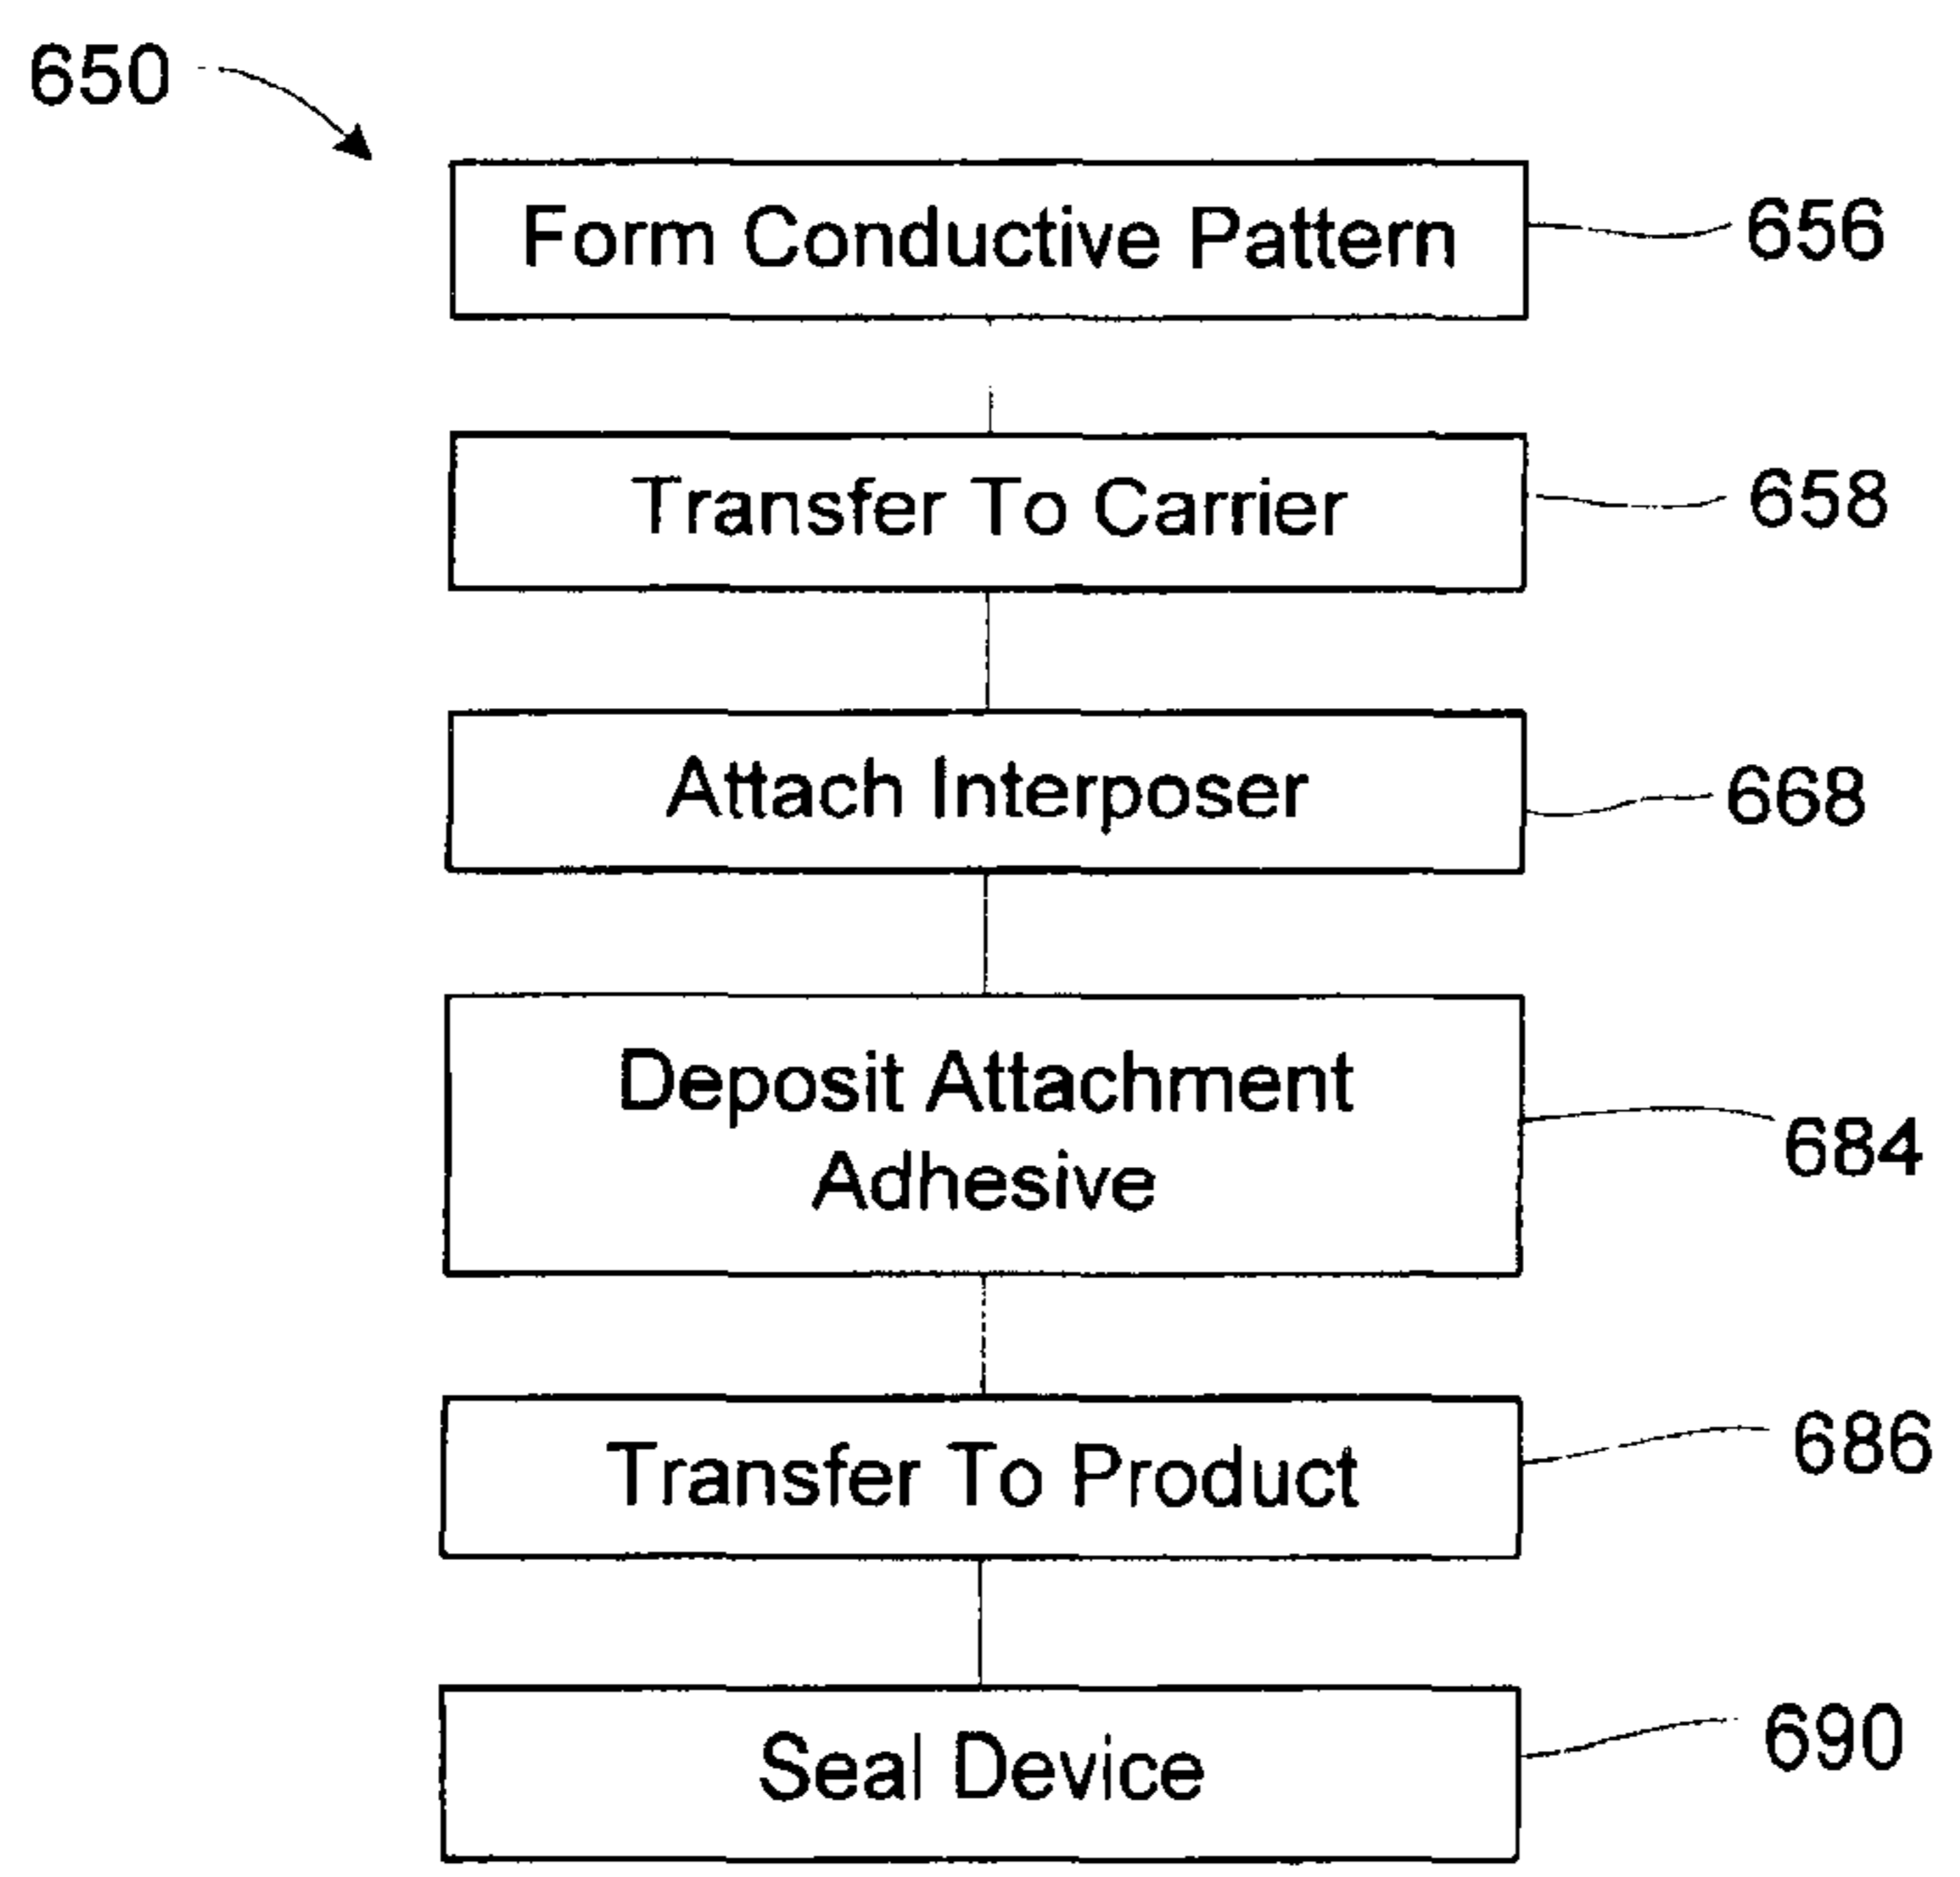 650
Form Conductive Pattern 656
Transfer To Carrier 658
Attach Interposer 668
Deposit Attachment
Adhesive
684
Transfer To Product 686
Seal Device 690